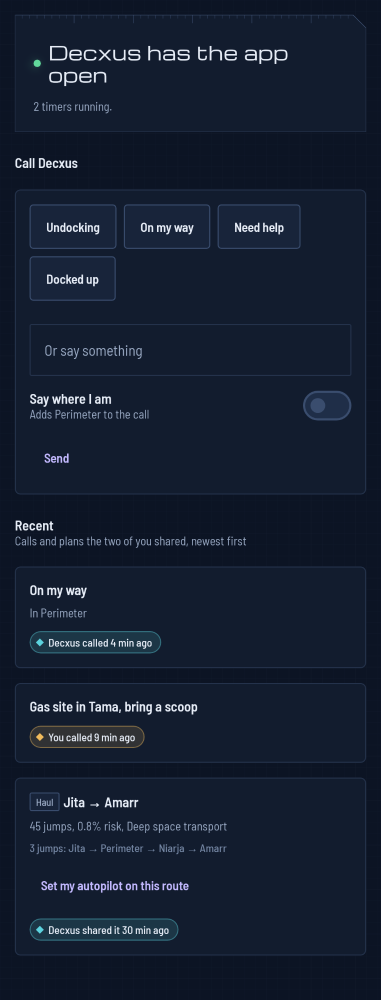 Decxus has the app
open
2 timers running.
Call Decxus
Undocking
On my way
Need help
Docked up
Or say something
Say where I am
Adds Perimeter to the call
Send
Recent
Calls and plans the two of you shared, newest first
On my way
In Perimeter
Decxus called 4 min ago
Gas site in Tama, bring a scoop
You called 9 min ago
Haul Jita → Amarr
45 jumps, 0.8% risk, Deep space transport
3 jumps: Jita → Perimeter → Niarja → Amarr
Set my autopilot on this route
Decxus shared it 30 min ago